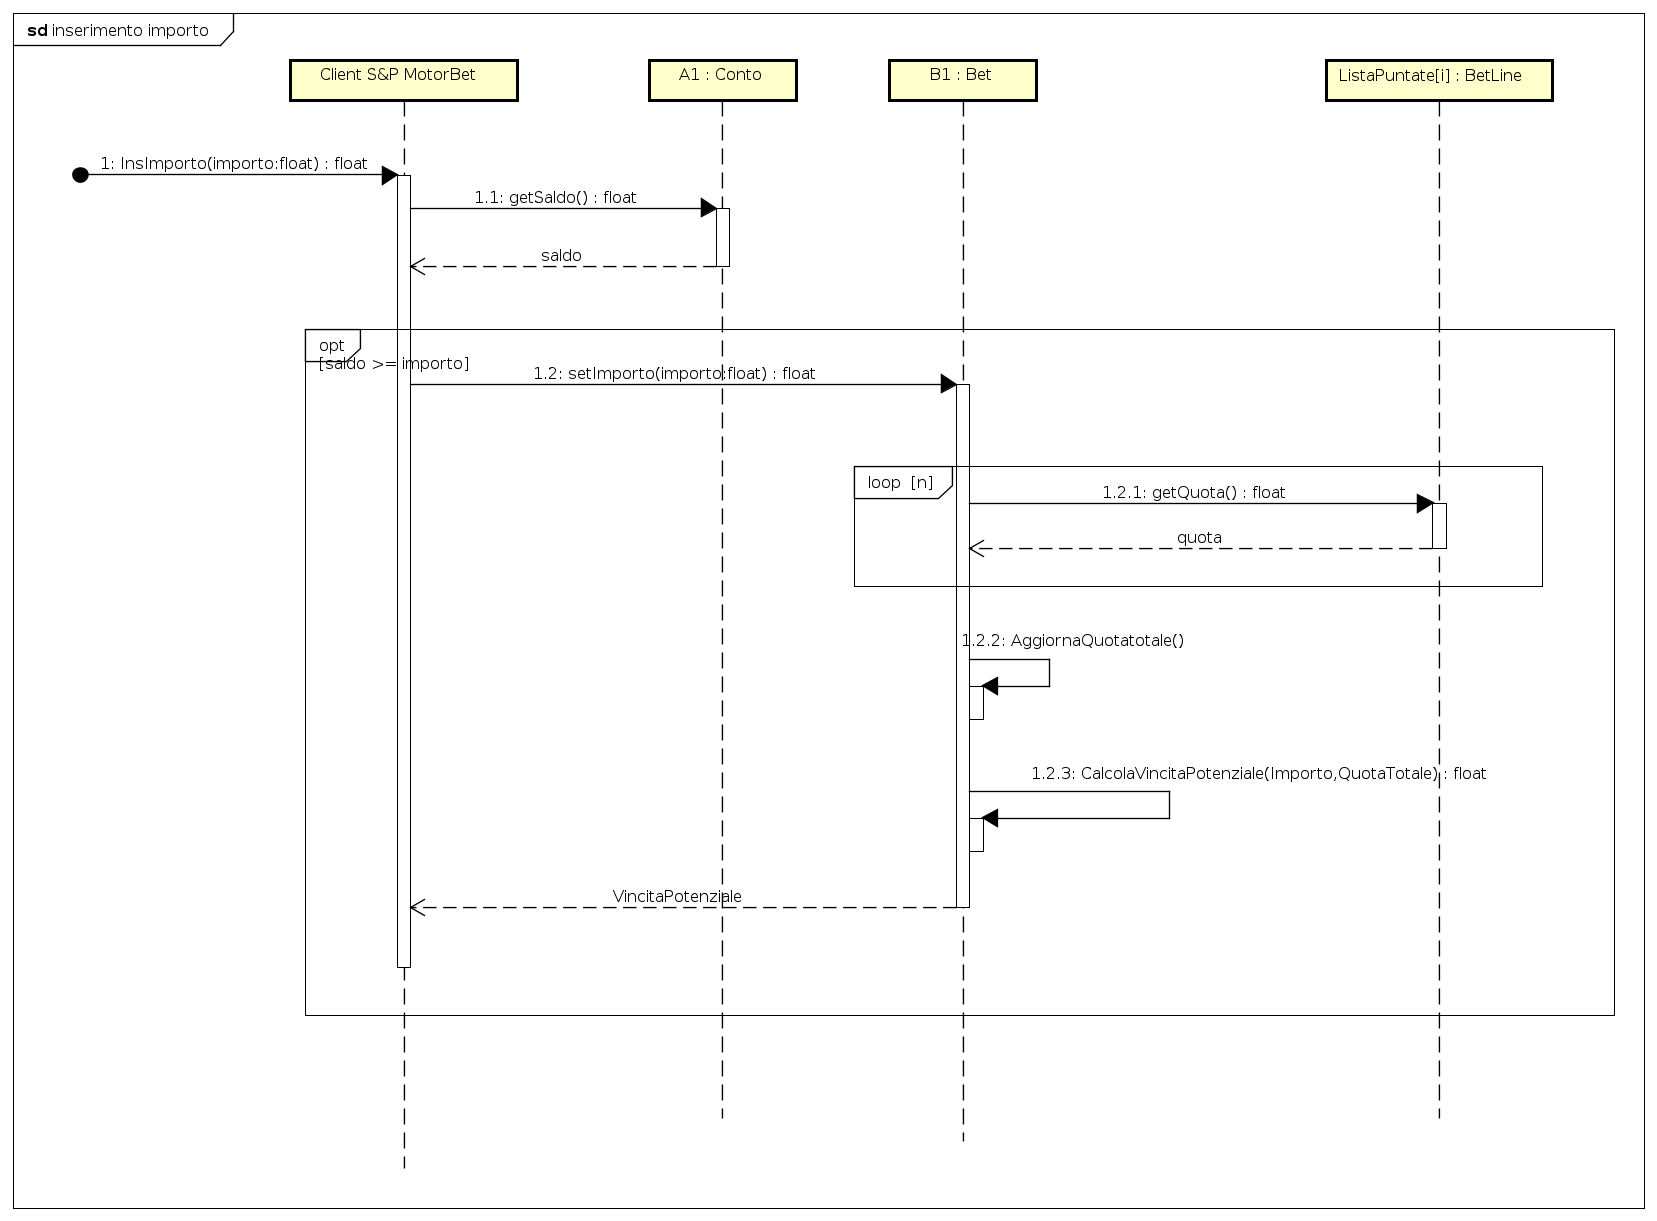 sd inserimento importo
Client S&P MotorBet
A1 : Conto
B1 : Bet
ListaPuntate[i] : BetLine
1: InsImporto(importo:float) : float
1.1: getSaldo() : float
saldo
opt
[saldo >= importo]
1.2: setImporto(importo:float) : float
loop [n]
1.2.1: getQuota() : float
quota
1.2.2: AggiornaQuotatotale()
1.2.3: CalcolaVincitaPotenziale(Importo,QuotaTotale) : float
VincitaPotenziale